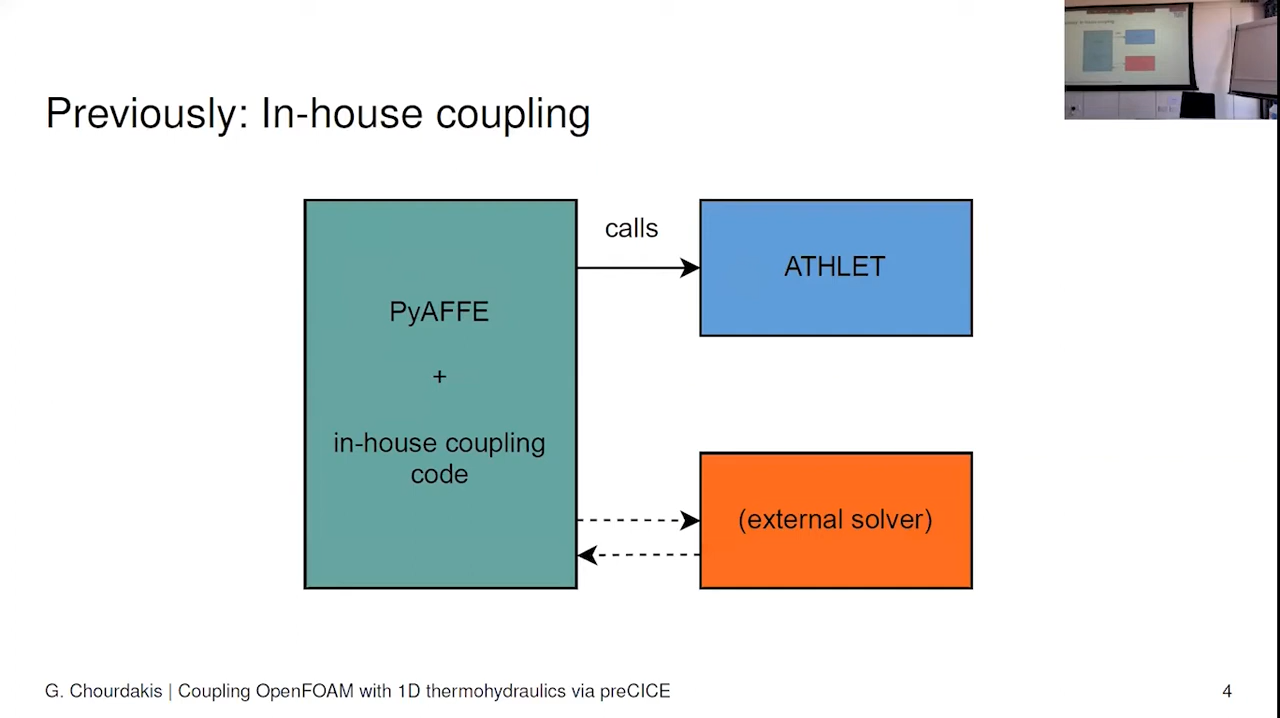 Previously: In-house coupling
calls
ATHLET
PyAFFE
+
in-house coupling
code
(external solver)
G. Chourdakis | Coupling OpenFOAM with 1D thermohydraulics via preCICE
4